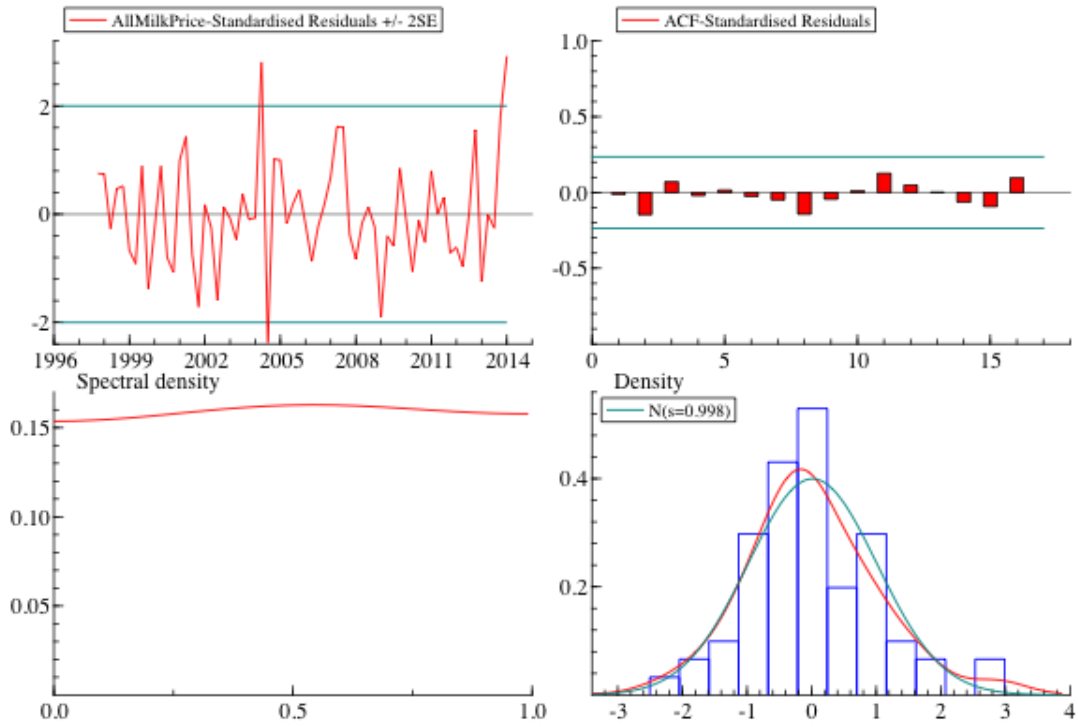 AllMilkPrice-Standardised Residuals +/- 2SE
2
0
-2
1996 1999 2002 2005 2008 2011 2014
ACF-Standardised Residuals
1.0
0.5
0.0
-0.5
0 5 10 15
Spectral density
0.15
0.10
0.05
0.0 0.5 1.0
Density
N(s=0.998)
0.4
0.2
-3 -2 -1 0 1 2 3 4